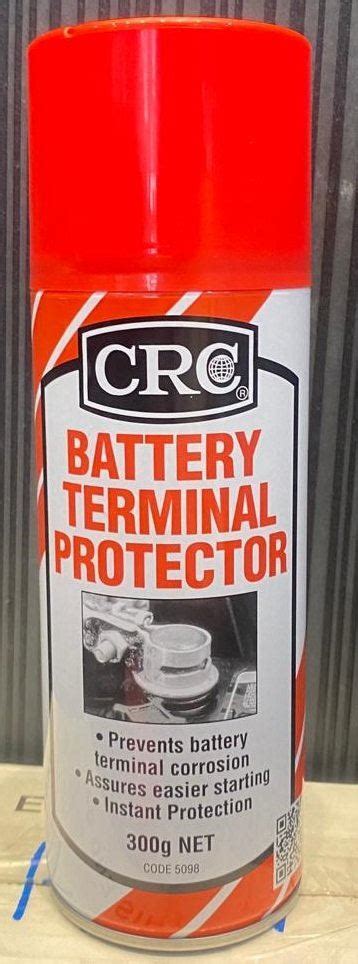 CRC®
BATTERY
TERMINAL
PROTECTOR
• Prevents battery
terminal corrosion
• Assures easier starting
• Instant Protection
300g NET
CODE 5098